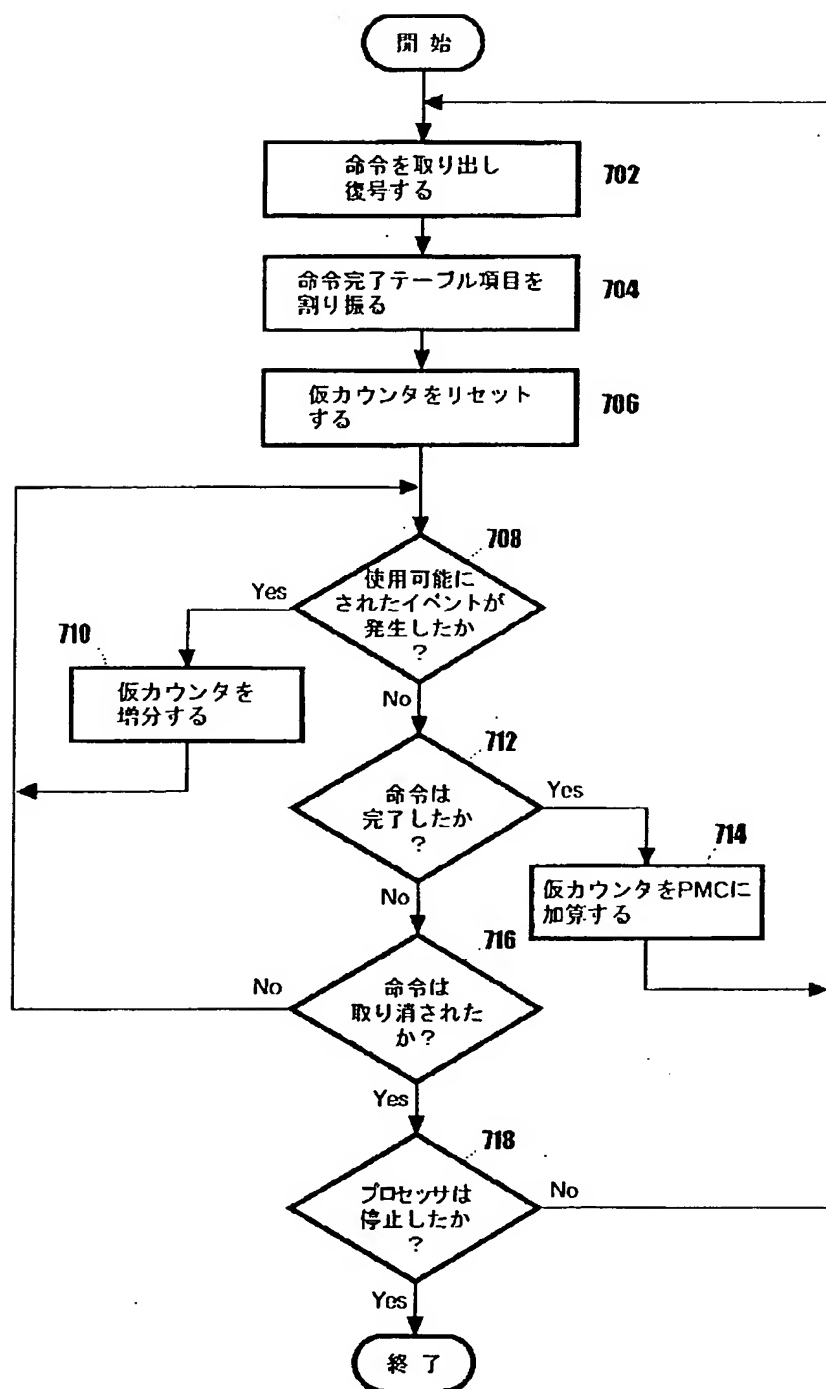 開始
命令を取り出し
復号する
702
命令完了テーブル項目を
割り振る
704
仮カウンタをリセット
する
706
708
使用可能に
されたイベントが
発生したか
?
Yes
No
710
仮カウンタを
増分する
712
命令は
完了したか
?
Yes
No
714
仮カウンタをPMCに
加算する
716
命令は
取り消された
か?
No
Yes
718
プロセッサは
停止したか
?
No
Yes
終了